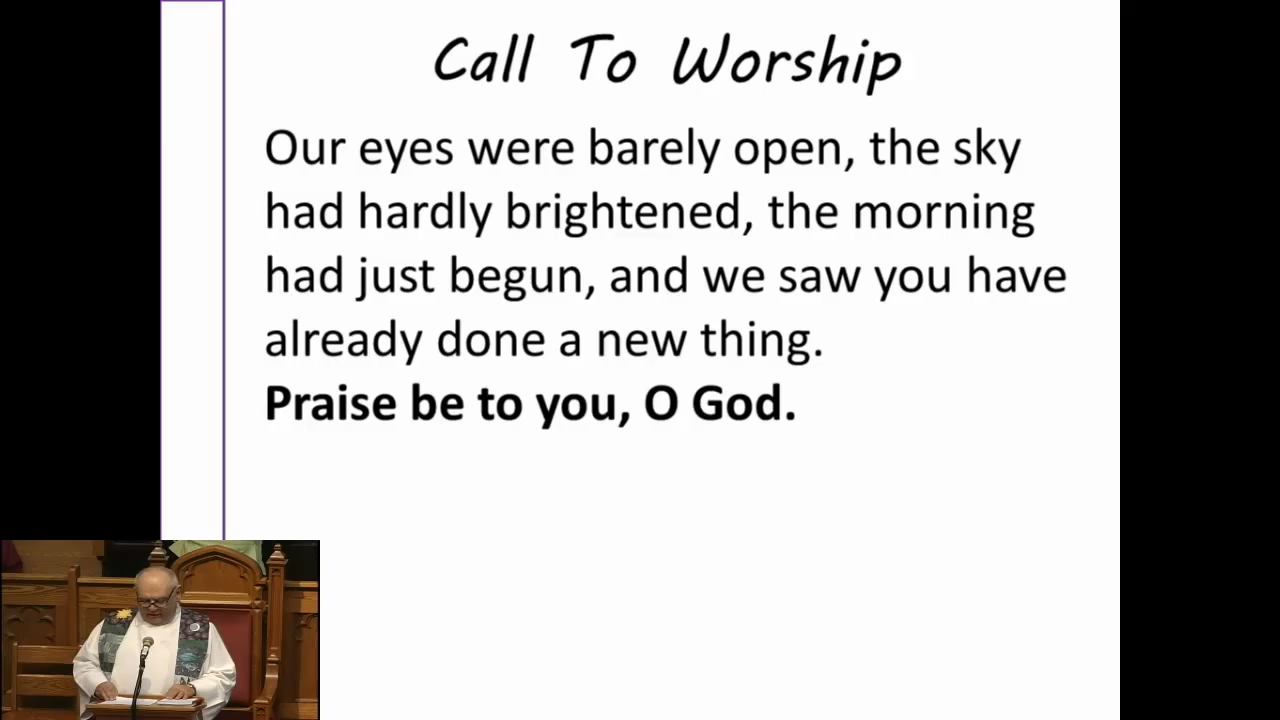 Call To Worship
Our eyes were barely open, the sky
had hardly brightened, the morning
had just begun, and we saw you have
already done a new thing.
Praise be to you, O God.